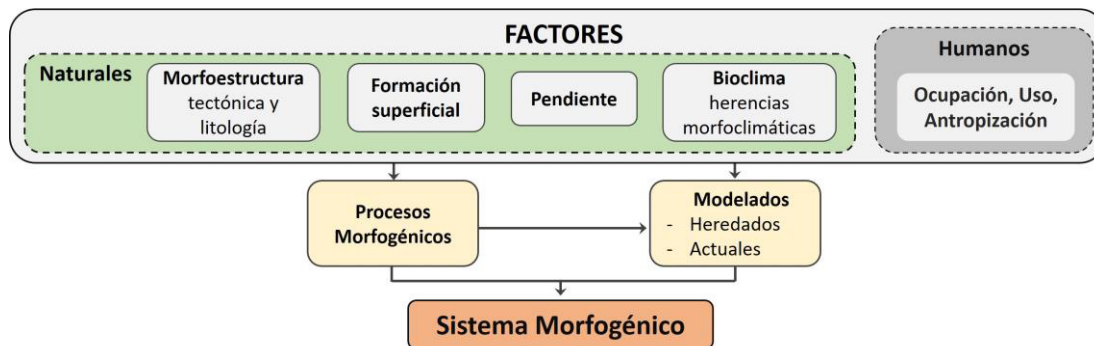 FACTORES
Naturales
Morfoestructura
tectónica y
litología
Formación
superficial
Pendiente
Bioclima
herencias
morfoclimáticas
Humanos
Ocupación, Uso,
Antropización
Procesos
Morfogénicos
Modelados
- Heredados
- Actuales
Sistema Morfogénico